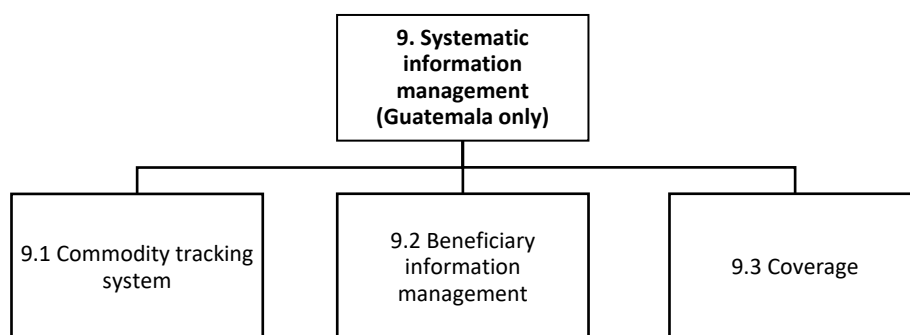 9. Systematic
information
management
(Guatemala only)
9.1 Commodity tracking
system
9.2 Beneficiary
information
management
9.3 Coverage